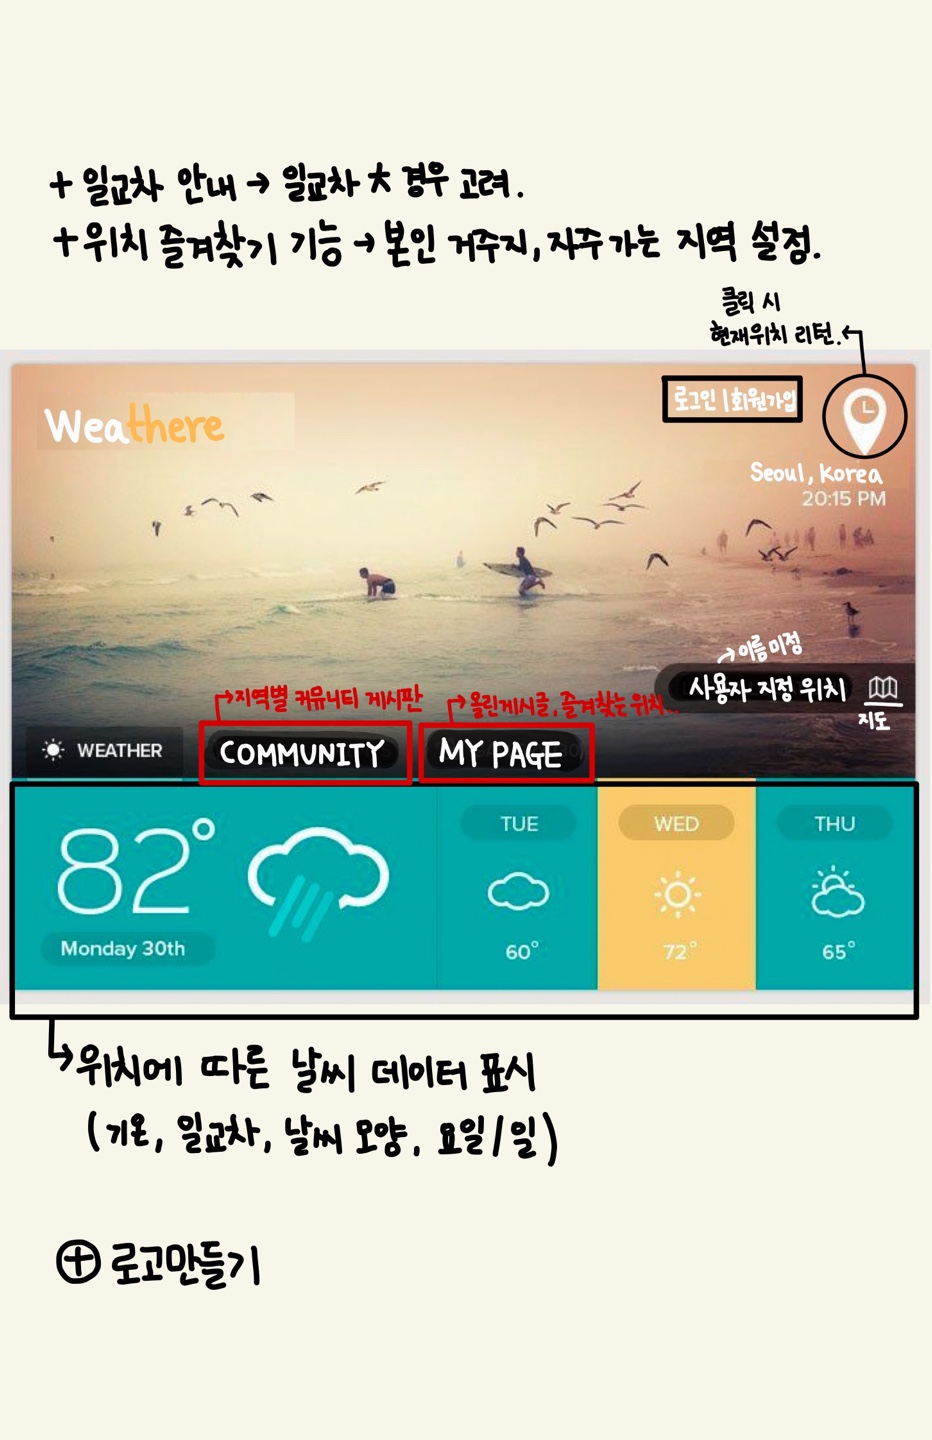 + 일교차 안내 → 일교차 大 경우 고려.
+ 위치 즐겨찾기 기능 → 본인 거주지, 자주 가는 지역 설정.
클릭 시
현재위치 리턴.
로그인 | 회원가입
Weathere
Seoul, Korea
20:15 PM
이름 미정
사용자 지정 위치
지도
지역별 커뮤니티 게시판
올린게시글, 즐겨찾는 위치..
WEATHER
COMMUNITY
MY PAGE
82°
Monday 30th
TUE
60°
WED
72°
THU
65°
위치에 따른 날씨 데이터 표시
(기온, 일교차, 날씨 모양, 요일/일)
⊕ 로고만들기